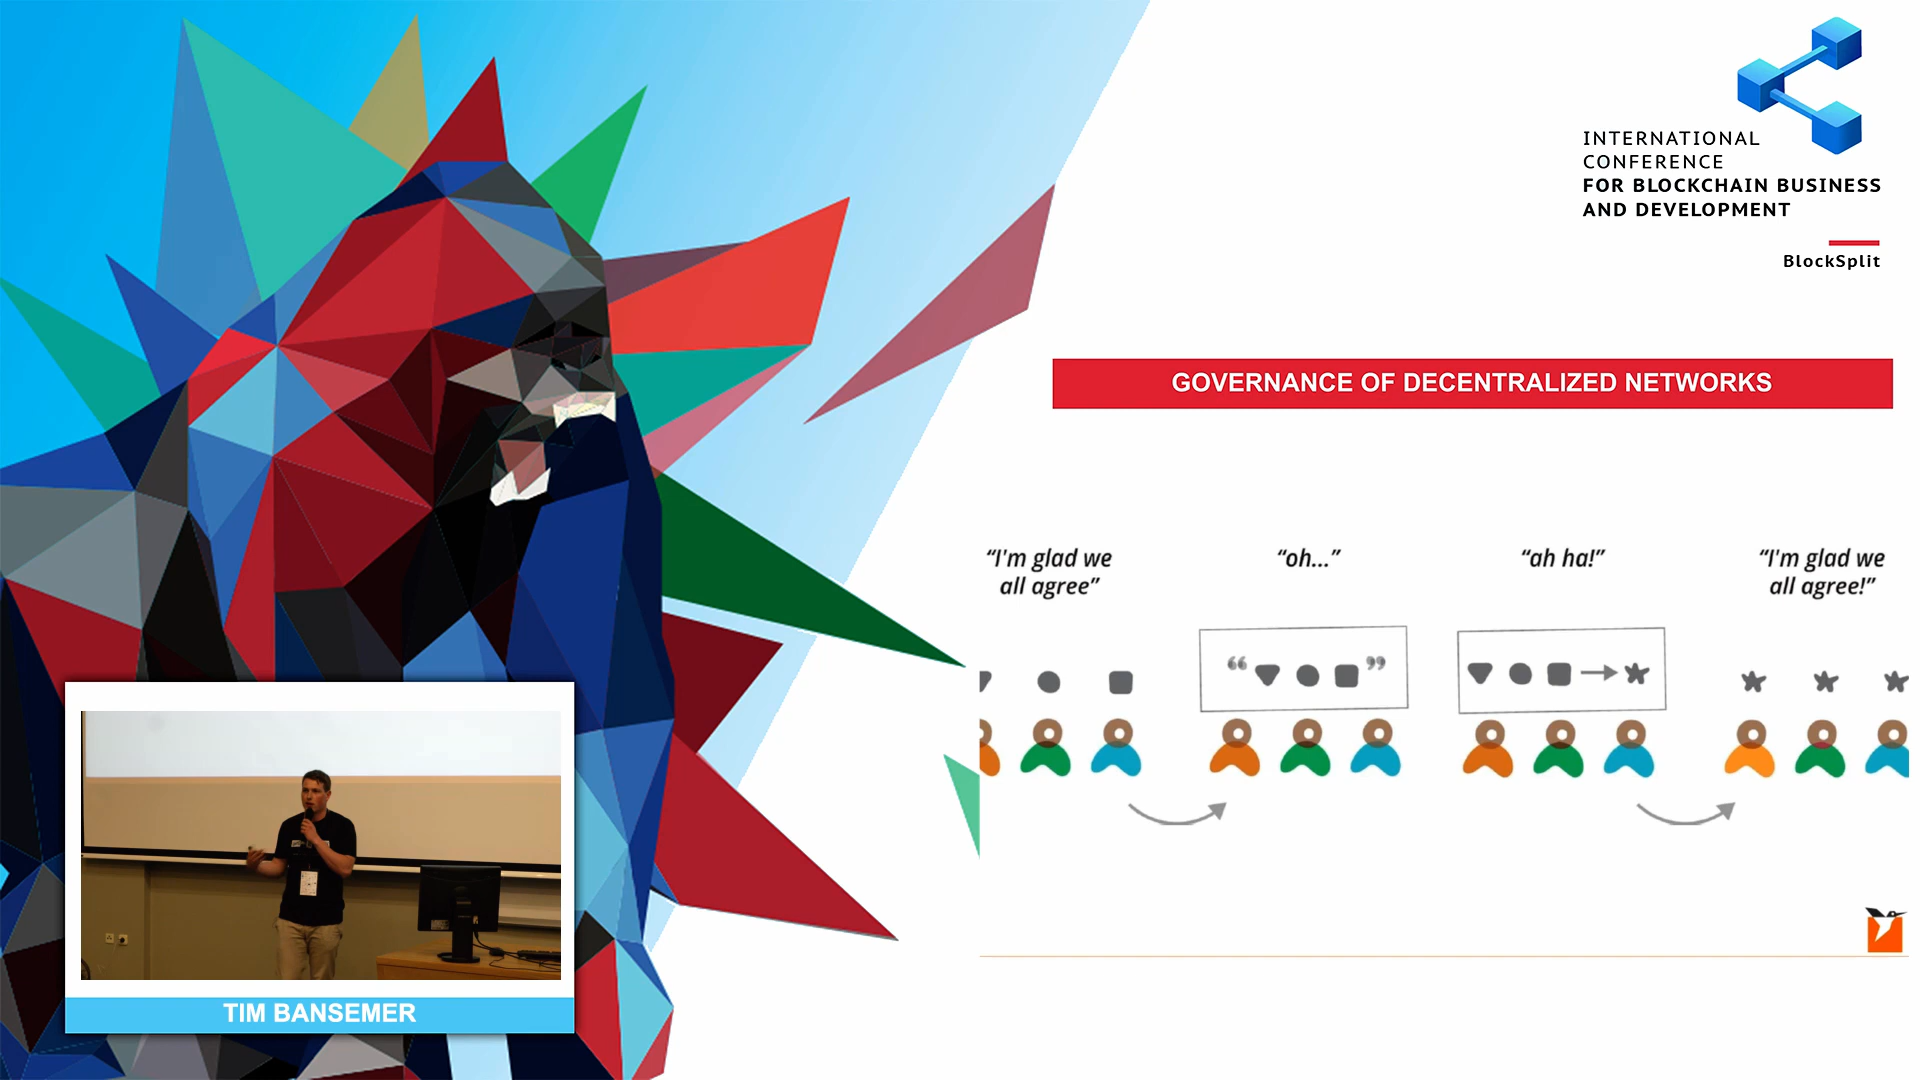 INTERNATIONAL
CONFERENCE
FOR BLOCKCHAIN BUSINESS
AND DEVELOPMENT
BlockSplit
GOVERNANCE OF DECENTRALIZED NETWORKS
“I'm glad we
all agree”
“oh...”
“ah ha!”
“I'm glad we
all agree!”
“ ”
TIM BANSEMER